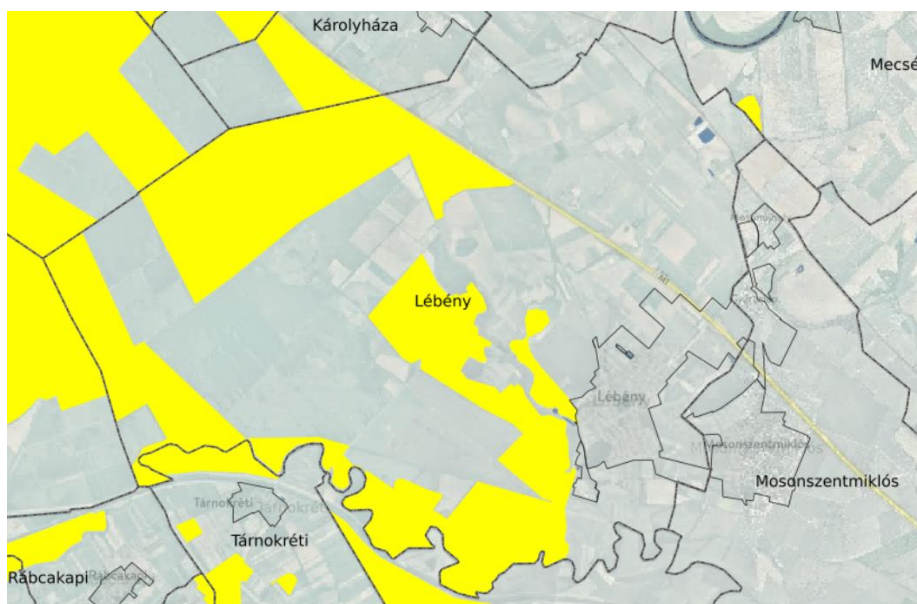 Károlyháza
Mecsé
M1
Lébény
Lébény
Mosonszentmiklós
Mosonszentmiklós
Tárnokréti
Tárnokréti
Tárnokréti
Rábcakapi
Rábcakapi